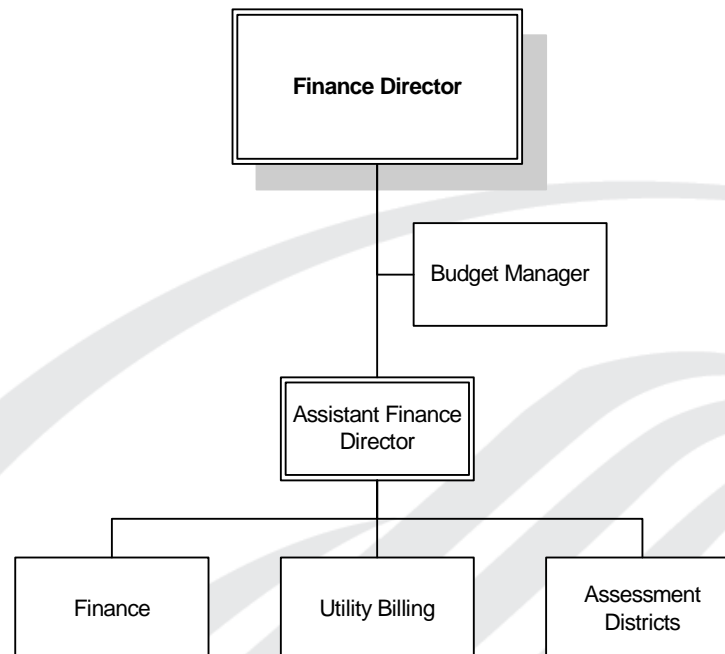 Finance Director
Budget Manager
Assistant Finance
Director
Finance
Utility Billing
Assessment
Districts